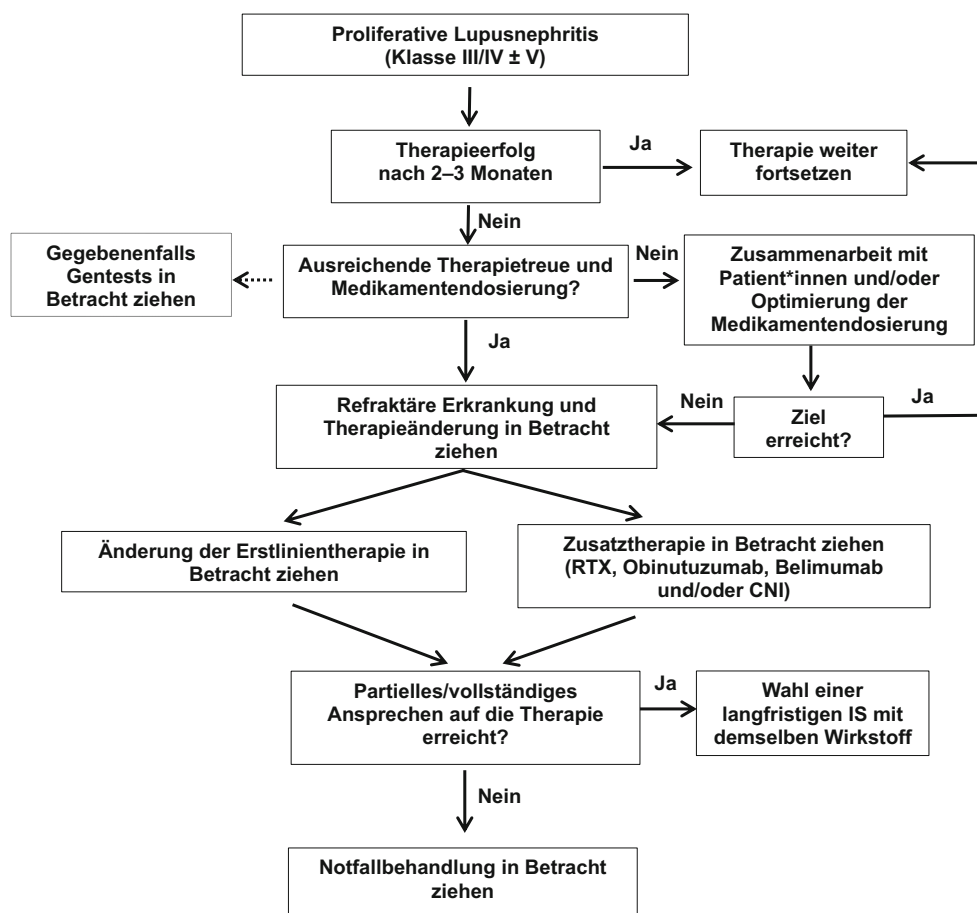 Proliferative Lupusnephritis
(Klasse III/IV ± V)
Therapieerfolg
nach 2–3 Monaten
Ja
Therapie weiter
fortsetzen
Nein
Gegebenenfalls
Gentests in
Betracht ziehen
Ausreichende Therapietreue und
Medikamentendosierung?
Nein
Zusammenarbeit mit
Patient*innen und/oder
Optimierung der
Medikamentendosierung
Ja
Refraktäre Erkrankung und
Therapieänderung in Betracht
ziehen
Nein
Ziel
erreicht?
Ja
Änderung der Erstlinientherapie in
Betracht ziehen
Zusatztherapie in Betracht ziehen
(RTX, Obinutuzumab, Belimumab
und/oder CNI)
Partielles/vollständiges
Ansprechen auf die Therapie
erreicht?
Ja
Wahl einer
langfristigen IS mit
demselben Wirkstoff
Nein
Notfallbehandlung in Betracht
ziehen